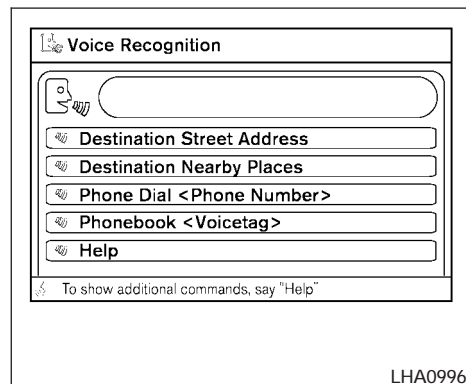 Voice Recognition
Destination Street Address
Destination Nearby Places
Phone Dial <Phone Number>
Phonebook <Voicetag>
Help
To show additional commands, say "Help"
LHA0996